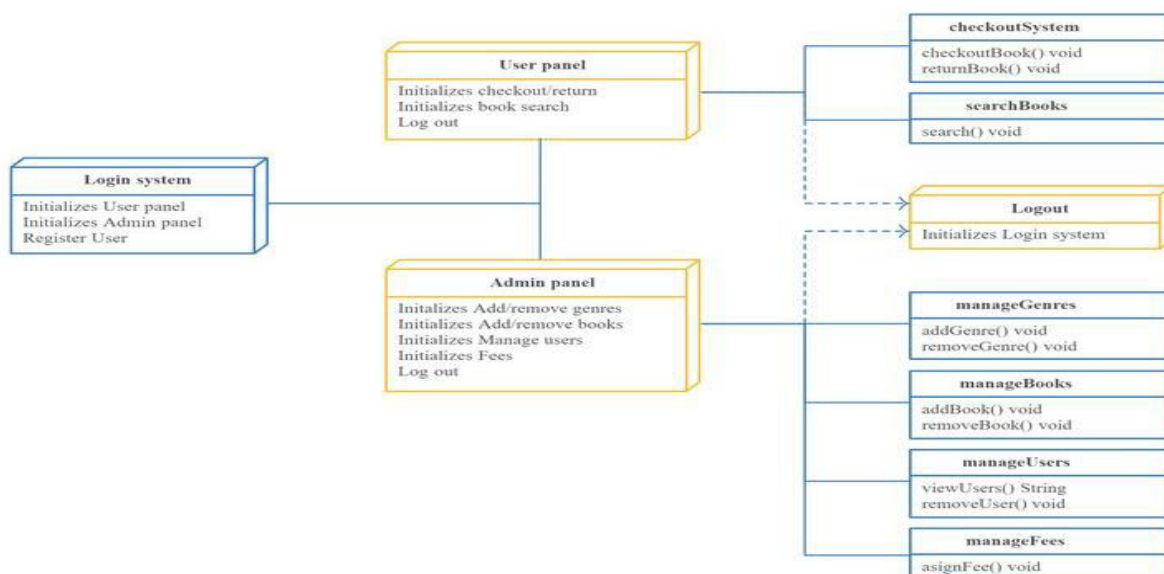 Login system
Initializes User panel
Initializes Admin panel
Register User
User panel
Initializes checkout/return
Initializes book search
Log out
Admin panel
Initalizes Add/remove genres
Initializes Add/remove books
Initializes Manage users
Initializes Fees
Log out
checkoutSystem
checkoutBook() void
returnBook() void
searchBooks
search() void
Logout
Initializes Login system
manageGenres
addGenre() void
removeGenre() void
manageBooks
addBook() void
removeBook() void
manageUsers
viewUsers() String
removeUser() void
manageFees
asignFee() void